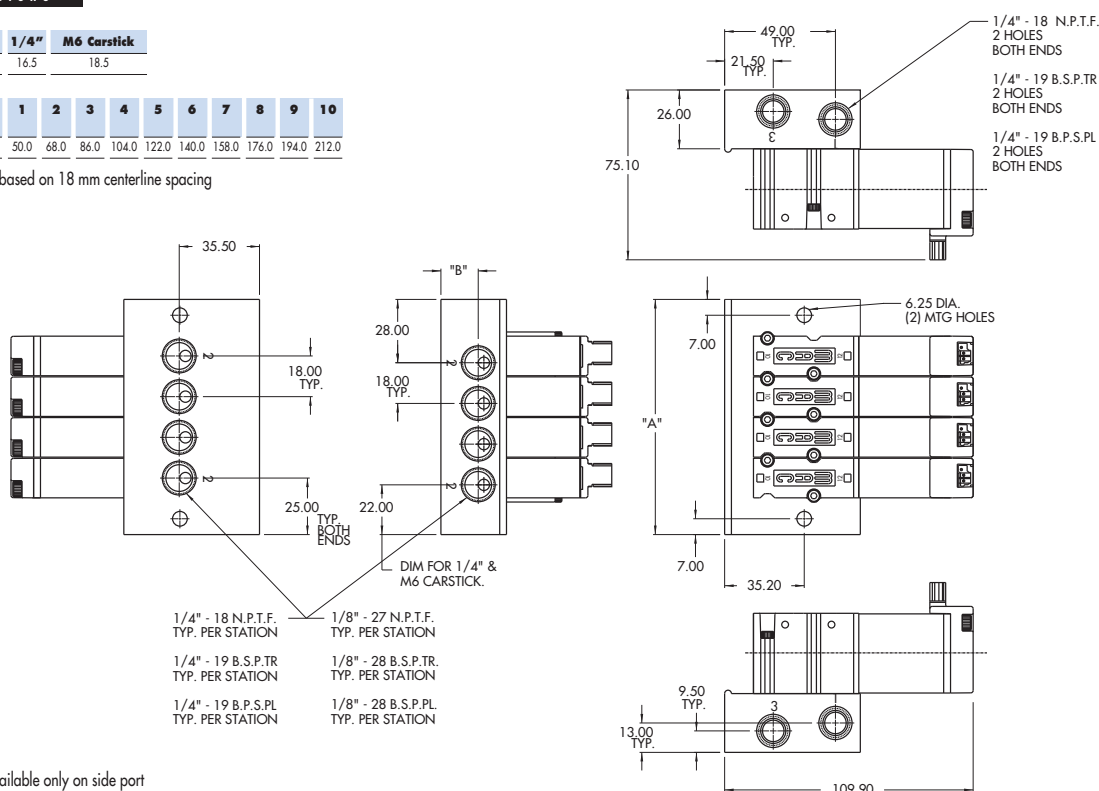 1/4" M6 Carstick
16.5 18.5
1 2 3 4 5 6 7 8 9 10
50.0 68.0 86.0 104.0 122.0 140.0 158.0 176.0 194.0 212.0
based on 18 mm centerline spacing
49.00
TYP.
21.50
TYP.
26.00
75.10
3
1/4" - 18 N.P.T.F.
2 HOLES
BOTH ENDS
1/4" - 19 B.S.P.TR
2 HOLES
BOTH ENDS
1/4" - 19 B.P.S.PL
2 HOLES
BOTH ENDS
35.50
2
18.00
TYP.
2
25.00
TYP.
BOTH
ENDS
"B"
28.00
2
18.00
TYP.
2
22.00
DIM FOR 1/4" &
M6 CARSTICK.
6.25 DIA.
(2) MTG HOLES
7.00
"A"
7.00
35.20
1/4" - 18 N.P.T.F.
TYP. PER STATION
1/4" - 19 B.S.P.TR
TYP. PER STATION
1/4" - 19 B.P.S.PL
TYP. PER STATION
1/8" - 27 N.P.T.F.
TYP. PER STATION
1/8" - 28 B.S.P.TR.
TYP. PER STATION
1/8" - 28 B.S.P.PL.
TYP. PER STATION
9.50
TYP.
13.00
TYP.
3
109.90
only on side port